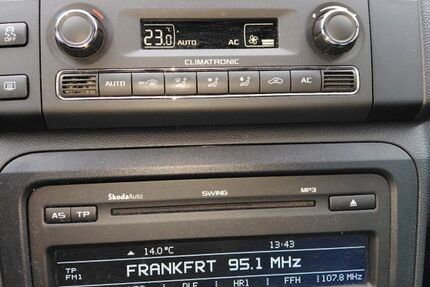 23.0 AUTO AC
CLIMATRONIC
AUTO MAX AC
ŠkodaAuto SWING MP3
AS TP
14.0 °C 13:43
TP
FM1
FRANKFRT 95.1 MHz
HR1 FFH 107.8 MHz